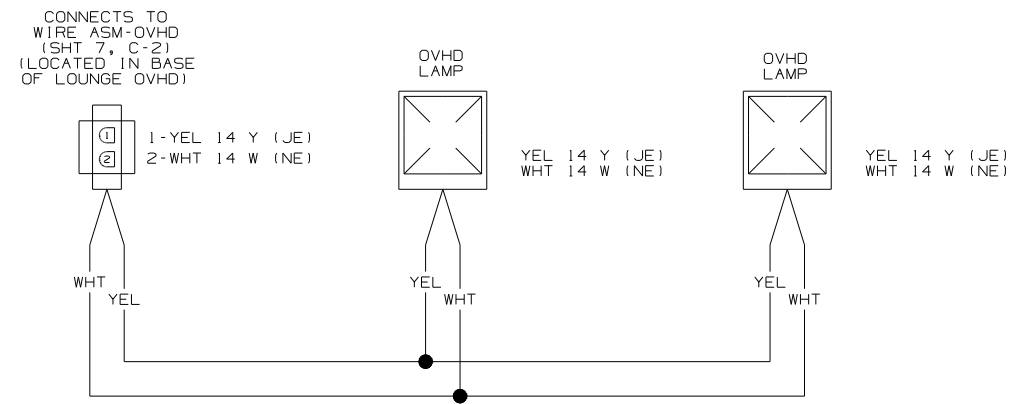 CONNECTS TO
WIRE ASM-OVHD
(SHT 7, C-2)
(LOCATED IN BASE
OF LOUNGE OVHD)
1
2
1-YEL 14 Y (JE)
2-WHT 14 W (NE)
OVHD
LAMP
YEL 14 Y (JE)
WHT 14 W (NE)
OVHD
LAMP
YEL 14 Y (JE)
WHT 14 W (NE)
WHT
YEL
YEL
WHT
YEL
WHT